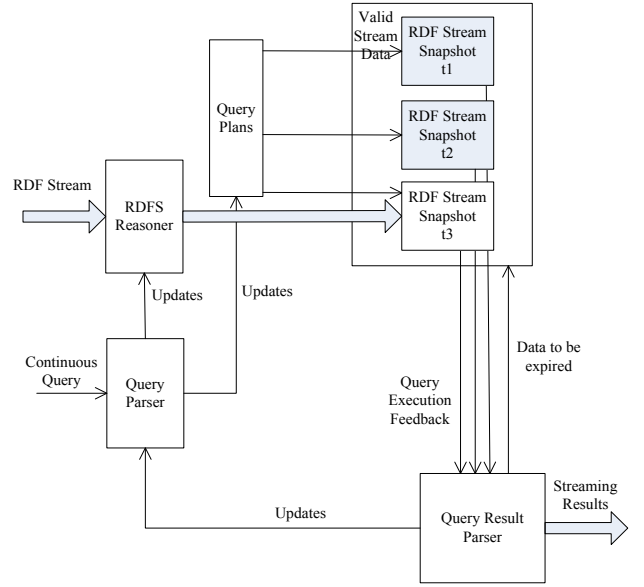 Valid
Stream
Data
RDF Stream
Snapshot
t1
Query
Plans
RDF Stream
Snapshot
t2
RDF Stream
RDFS
Reasoner
RDF Stream
Snapshot
t3
Updates
Updates
Continuous
Query
Query
Parser
Query
Execution
Feedback
Data to be
expired
Updates
Query Result
Parser
Streaming
Results